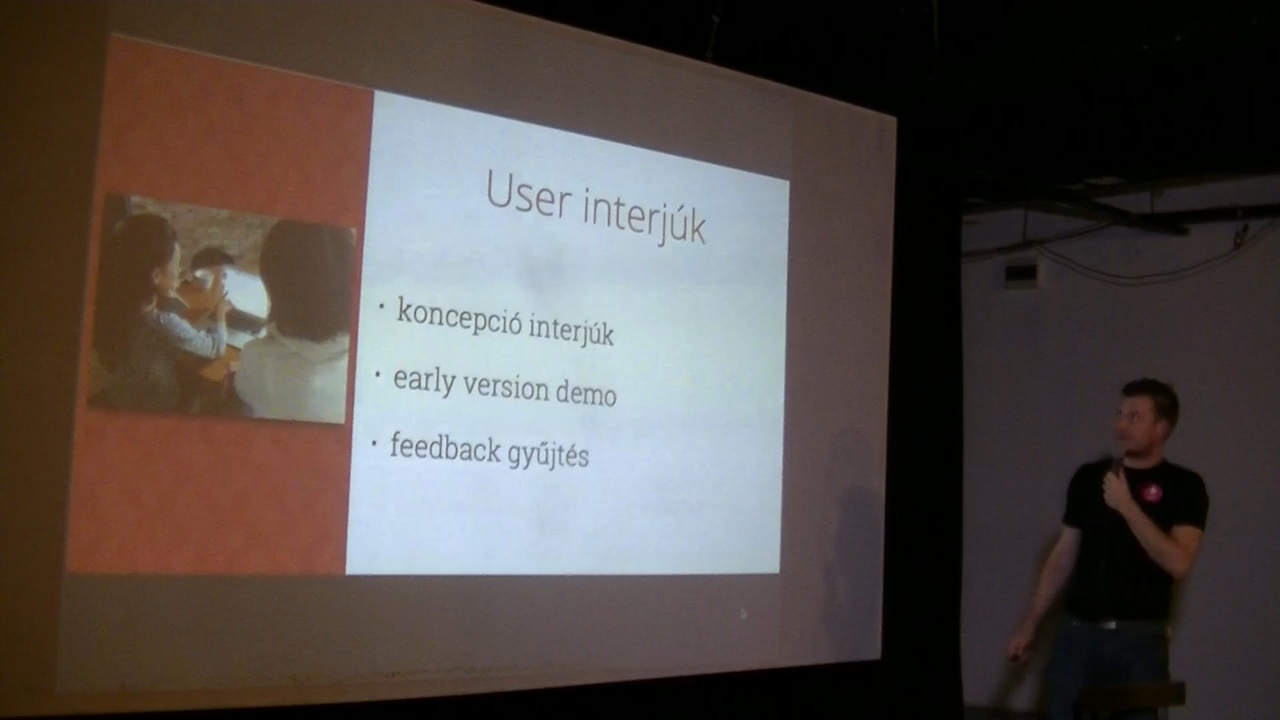 User interjúk
• koncepció interjúk
• early version demo
• feedback gyűjtés